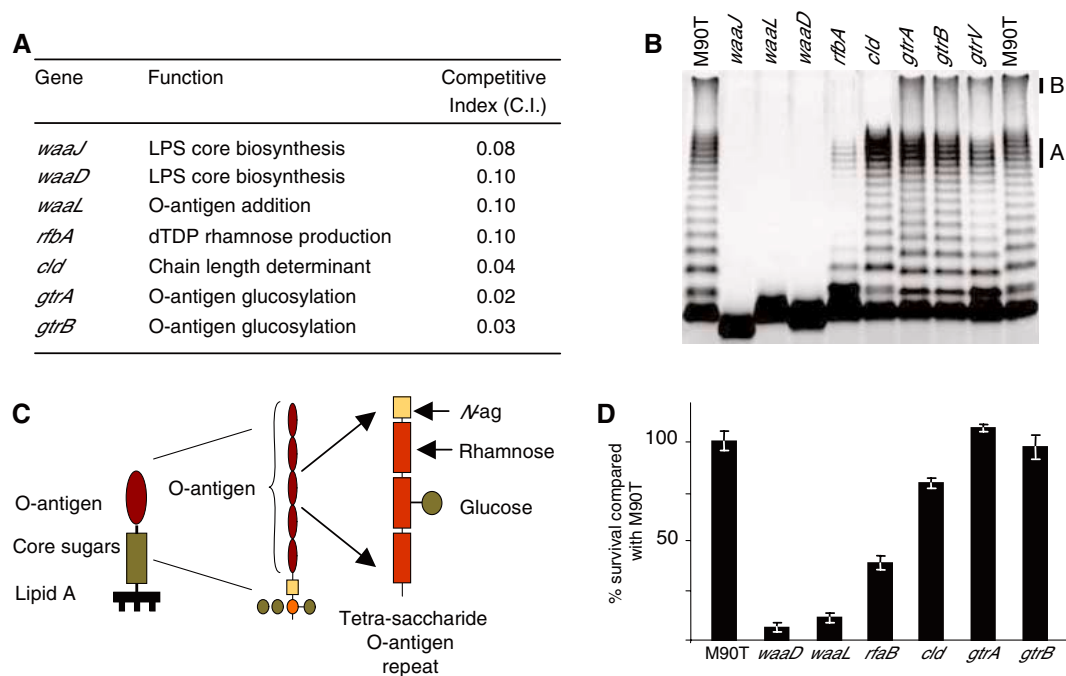 A
Gene Function Competitive
Index (C.I.)
waaJ LPS core biosynthesis 0.08
waaD LPS core biosynthesis 0.10
waaL O-antigen addition 0.10
rfbA dTDP rhamnose production 0.10
cld Chain length determinant 0.04
gtrA O-antigen glucosylation 0.02
gtrB O-antigen glucosylation 0.03
B
M90T waaJ waaL waaD rfbA cld gtrA gtrB gtrV M90T
B
A
C
O-antigen
Core sugars
Lipid A
O-antigen
N-ag
Rhamnose
Glucose
Tetra-saccharide
O-antigen
repeat
D
% survival compared
with M90T
100
50
M90T waaD waaL rfaB cld gtrA gtrB